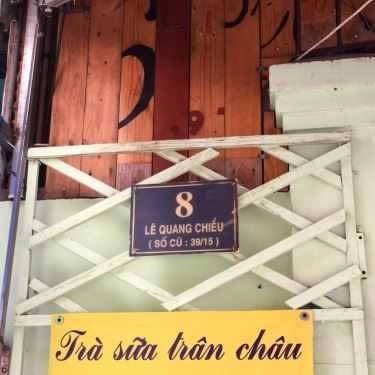 8
LÊ QUANG CHIỂU
( SỐ CŨ : 39/15 )
Trà sữa trân châu